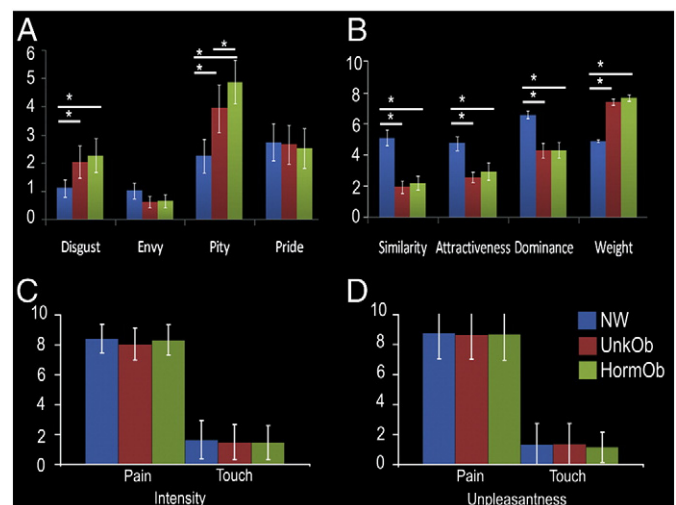 A
6
5
4
3
2
1
0
* * * * *
Disgust Envy Pity Pride
B
10
8
6
4
2
0
* * * * * * * *
Similarity Attractiveness Dominance Weight
C
10
8
6
4
2
0
Pain Touch
Intensity
D
10
8
6
4
2
0
Pain Touch
Unpleasantness
NW
UnkOb
HormOb